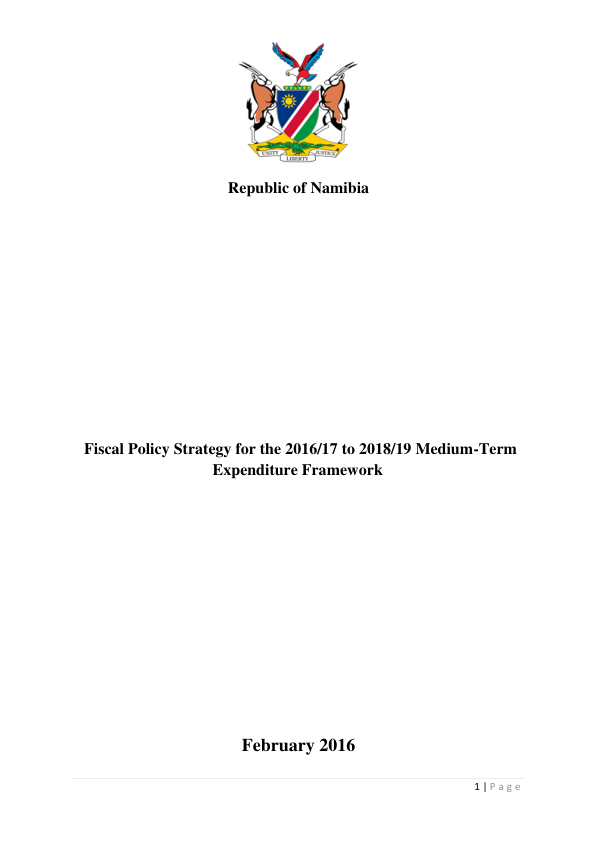 UNITY LIBERTY JUSTICE
Republic of Namibia
Fiscal Policy Strategy for the 2016/17 to 2018/19 Medium-Term
Expenditure Framework
February 2016
1 | P a g e